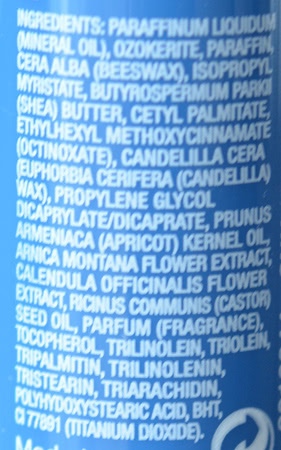 INGREDIENTS: PARAFFINUM LIQUIDUM
(MINERAL OIL), OZOKERITE, PARAFFIN,
CERA ALBA (BEESWAX), ISOPROPYL
MYRISTATE, BUTYROSPERMUM PARKII
(SHEA) BUTTER, CETYL PALMITATE,
ETHYLHEXYL METHOXYCINNAMATE
(OCTINOXATE), CANDELILLA CERA
(EUPHORBIA CERIFERA (CANDELILLA)
WAX), PROPYLENE GLYCOL
DICAPRYLATE/DICAPRATE, PRUNUS
ARMENIACA (APRICOT) KERNEL OIL,
ARNICA MONTANA FLOWER EXTRACT,
CALENDULA OFFICINALIS FLOWER
EXTRACT, RICINUS COMMUNIS (CASTOR)
SEED OIL, PARFUM (FRAGRANCE),
TOCOPHEROL, TRILINOLEIN, TRIOLEIN,
TRIPALMITIN, TRILINOLENIN,
TRISTEARIN, TRIARACHIDIN,
POLYHYDOXYSTEARIC ACID, BHT,
CI 77891 (TITANIUM DIOXIDE).